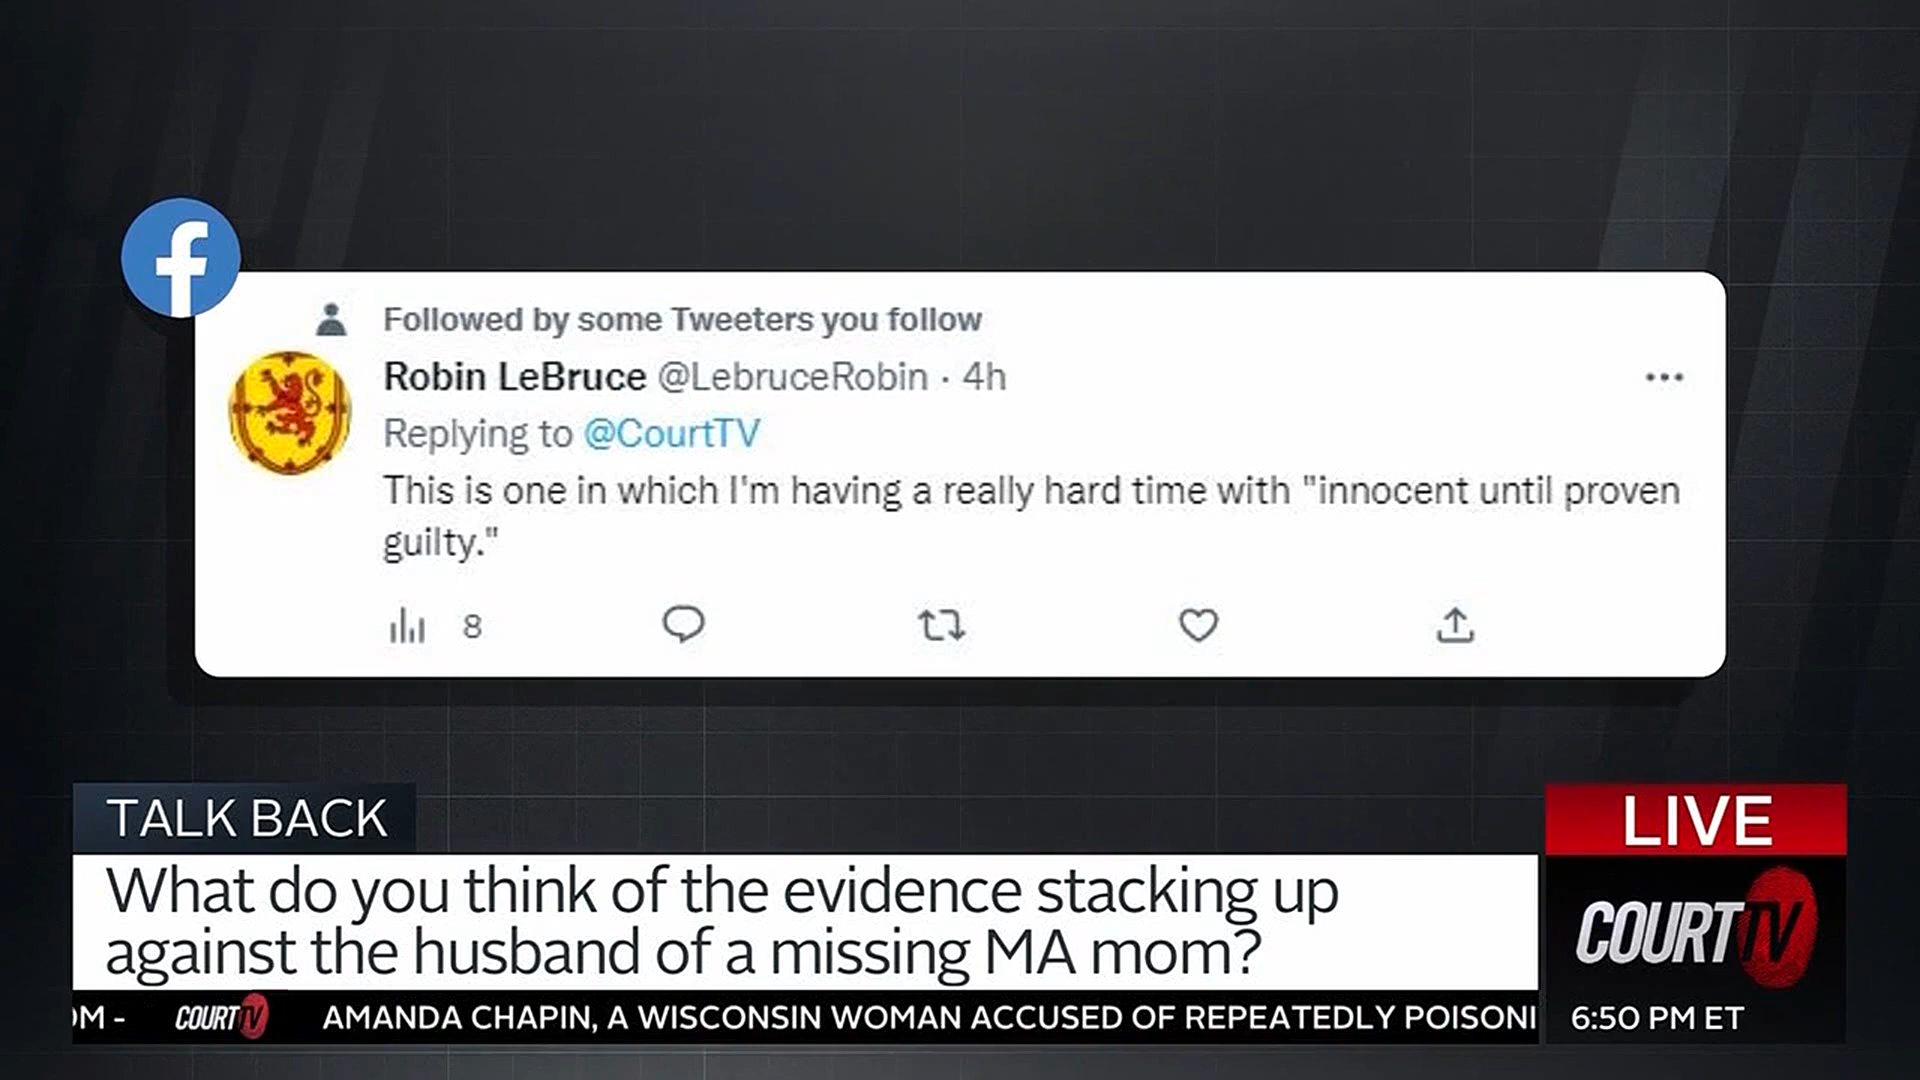 f
Followed by some Tweeters you follow
Robin LeBruce @LebruceRobin · 4h
Replying to @CourtTV
This is one in which I'm having a really hard time with "innocent until proven
guilty."
8
TALK BACK
What do you think of the evidence stacking up
against the husband of a missing MA mom?
LIVE
COURT TV
6:50 PM ET
OM - COURT TV AMANDA CHAPIN, A WISCONSIN WOMAN ACCUSED OF REPEATEDLY POISONI